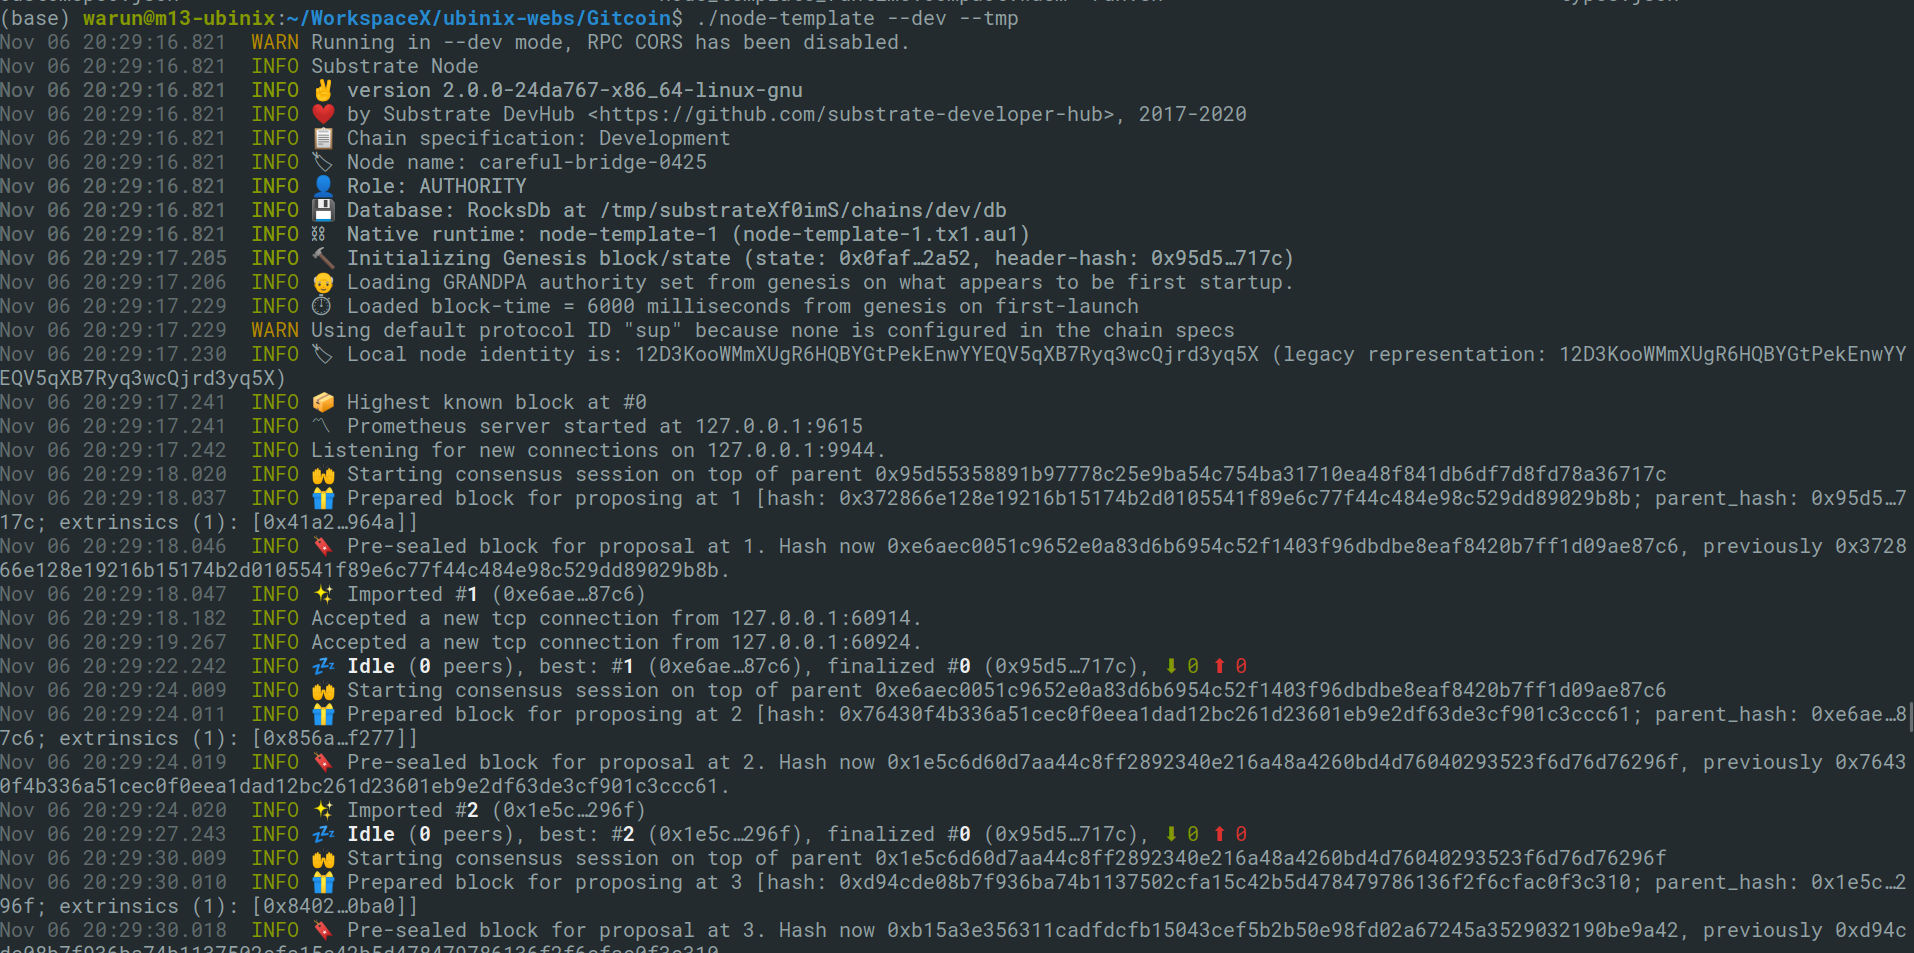 (base) warun@m13-ubinix:~/WorkspaceX/ubinix-webs/Gitcoin$ ./node-template --dev --tmp
Nov 06 20:29:16.821  WARN Running in --dev mode, RPC CORS has been disabled.
Nov 06 20:29:16.821  INFO Substrate Node
Nov 06 20:29:16.821  INFO ✌️ version 2.0.0-24da767-x86_64-linux-gnu
Nov 06 20:29:16.821  INFO ❤️ by Substrate DevHub <https://github.com/substrate-developer-hub>, 2017-2020
Nov 06 20:29:16.821  INFO 📋 Chain specification: Development
Nov 06 20:29:16.821  INFO 🏷 Node name: careful-bridge-0425
Nov 06 20:29:16.821  INFO 👤 Role: AUTHORITY
Nov 06 20:29:16.821  INFO 💾 Database: RocksDb at /tmp/substrateXf0imS/chains/dev/db
Nov 06 20:29:16.821  INFO ⛓ Native runtime: node-template-1 (node-template-1.tx1.au1)
Nov 06 20:29:17.205  INFO 🔨 Initializing Genesis block/state (state: 0x0faf…2a52, header-hash: 0x95d5…717c)
Nov 06 20:29:17.206  INFO 👴 Loading GRANDPA authority set from genesis on what appears to be first startup.
Nov 06 20:29:17.229  INFO ⏱ Loaded block-time = 6000 milliseconds from genesis on first-launch
Nov 06 20:29:17.229  WARN Using default protocol ID "sup" because none is configured in the chain specs
Nov 06 20:29:17.230  INFO 🏷 Local node identity is: 12D3KooWMmXUgR6HQBYGtPekEnwYYEQV5qXB7Ryq3wcQjrd3yq5X (legacy representation: 12D3KooWMmXUgR6HQBYGtPekEnwYY
EQV5qXB7Ryq3wcQjrd3yq5X)
Nov 06 20:29:17.241  INFO 📦 Highest known block at #0
Nov 06 20:29:17.241  INFO 〽 Prometheus server started at 127.0.0.1:9615
Nov 06 20:29:17.242  INFO Listening for new connections on 127.0.0.1:9944.
Nov 06 20:29:18.020  INFO 🙌 Starting consensus session on top of parent 0x95d55358891b97778c25e9ba54c754ba31710ea48f841db6df7d8fd78a36717c
Nov 06 20:29:18.037  INFO 🎁 Prepared block for proposing at 1 [hash: 0x372866e128e19216b15174b2d0105541f89e6c77f44c484e98c529dd89029b8b; parent_hash: 0x95d5…7
17c; extrinsics (1): [0x41a2…964a]]
Nov 06 20:29:18.046  INFO 🔖 Pre-sealed block for proposal at 1. Hash now 0xe6aec0051c9652e0a83d6b6954c52f1403f96dbdbe8eaf8420b7ff1d09ae87c6, previously 0x3728
66e128e19216b15174b2d0105541f89e6c77f44c484e98c529dd89029b8b.
Nov 06 20:29:18.047  INFO ✨ Imported #1 (0xe6ae…87c6)
Nov 06 20:29:18.182  INFO Accepted a new tcp connection from 127.0.0.1:60914.
Nov 06 20:29:19.267  INFO Accepted a new tcp connection from 127.0.0.1:60924.
Nov 06 20:29:22.242  INFO 💤 Idle (0 peers), best: #1 (0xe6ae…87c6), finalized #0 (0x95d5…717c), ⬇ 0 ⬆ 0
Nov 06 20:29:24.009  INFO 🙌 Starting consensus session on top of parent 0xe6aec0051c9652e0a83d6b6954c52f1403f96dbdbe8eaf8420b7ff1d09ae87c6
Nov 06 20:29:24.011  INFO 🎁 Prepared block for proposing at 2 [hash: 0x76430f4b336a51cec0f0eea1dad12bc261d23601eb9e2df63de3cf901c3ccc61; parent_hash: 0xe6ae…8
7c6; extrinsics (1): [0x856a…f277]]
Nov 06 20:29:24.019  INFO 🔖 Pre-sealed block for proposal at 2. Hash now 0x1e5c6d60d7aa44c8ff2892340e216a48a4260bd4d76040293523f6d76d76296f, previously 0x7643
0f4b336a51cec0f0eea1dad12bc261d23601eb9e2df63de3cf901c3ccc61.
Nov 06 20:29:24.020  INFO ✨ Imported #2 (0x1e5c…296f)
Nov 06 20:29:27.243  INFO 💤 Idle (0 peers), best: #2 (0x1e5c…296f), finalized #0 (0x95d5…717c), ⬇ 0 ⬆ 0
Nov 06 20:29:30.009  INFO 🙌 Starting consensus session on top of parent 0x1e5c6d60d7aa44c8ff2892340e216a48a4260bd4d76040293523f6d76d76296f
Nov 06 20:29:30.010  INFO 🎁 Prepared block for proposing at 3 [hash: 0xd94cde08b7f936ba74b1137502cfa15c42b5d478479786136f2f6cfac0f3c310; parent_hash: 0x1e5c…2
96f; extrinsics (1): [0x8402…0ba0]]
Nov 06 20:29:30.018  INFO 🔖 Pre-sealed block for proposal at 3. Hash now 0xb15a3e356311cadfdcfb15043cef5b2b50e98fd02a67245a3529032190be9a42, previously 0xd94c